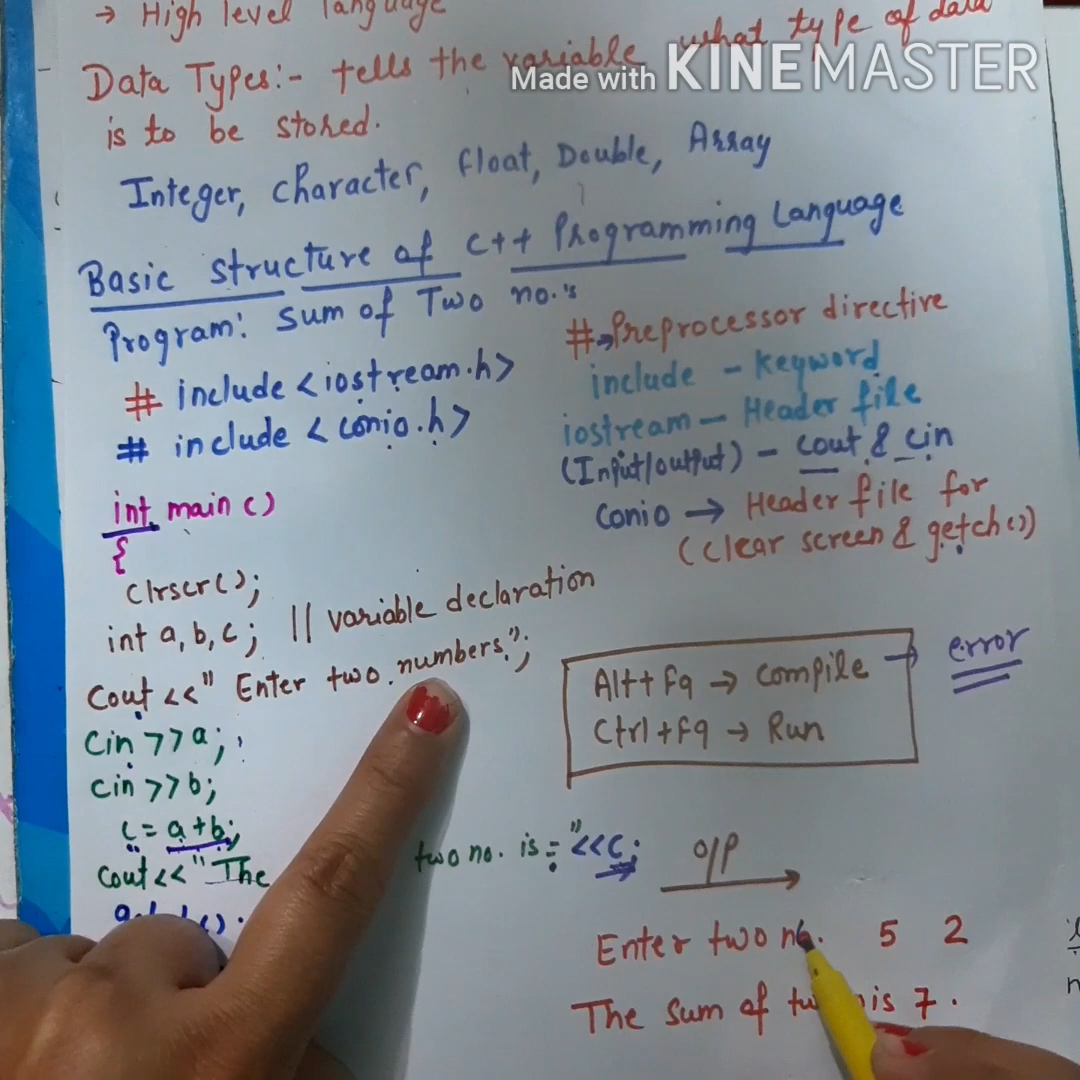 → High level language
Data Types:- tells the variable what type of data
Made with KINEMASTER
is to be stored.
Integer, character, Float, Double, Array
Basic structure of C++ Programming Language
Program: Sum of Two no.'s
# include <iostream.h>
# include <conio.h>
int main ()
{
clrscr();
int a, b, c; // variable declaration
Cout <<" Enter two numbers.";
Cin >>a;
cin >>b;
c = a+b;
cout << "The two no. is = "<<c;
#→Preprocessor directive
include - keyword
iostream - Header file
(Input/output) - cout & cin
Conio → Header file for
(Clear screen & getch())
Alt+F9 → Compile → error
Ctrl+F9 → Run
O/P
Enter two no. 5 2
The sum of is 7.